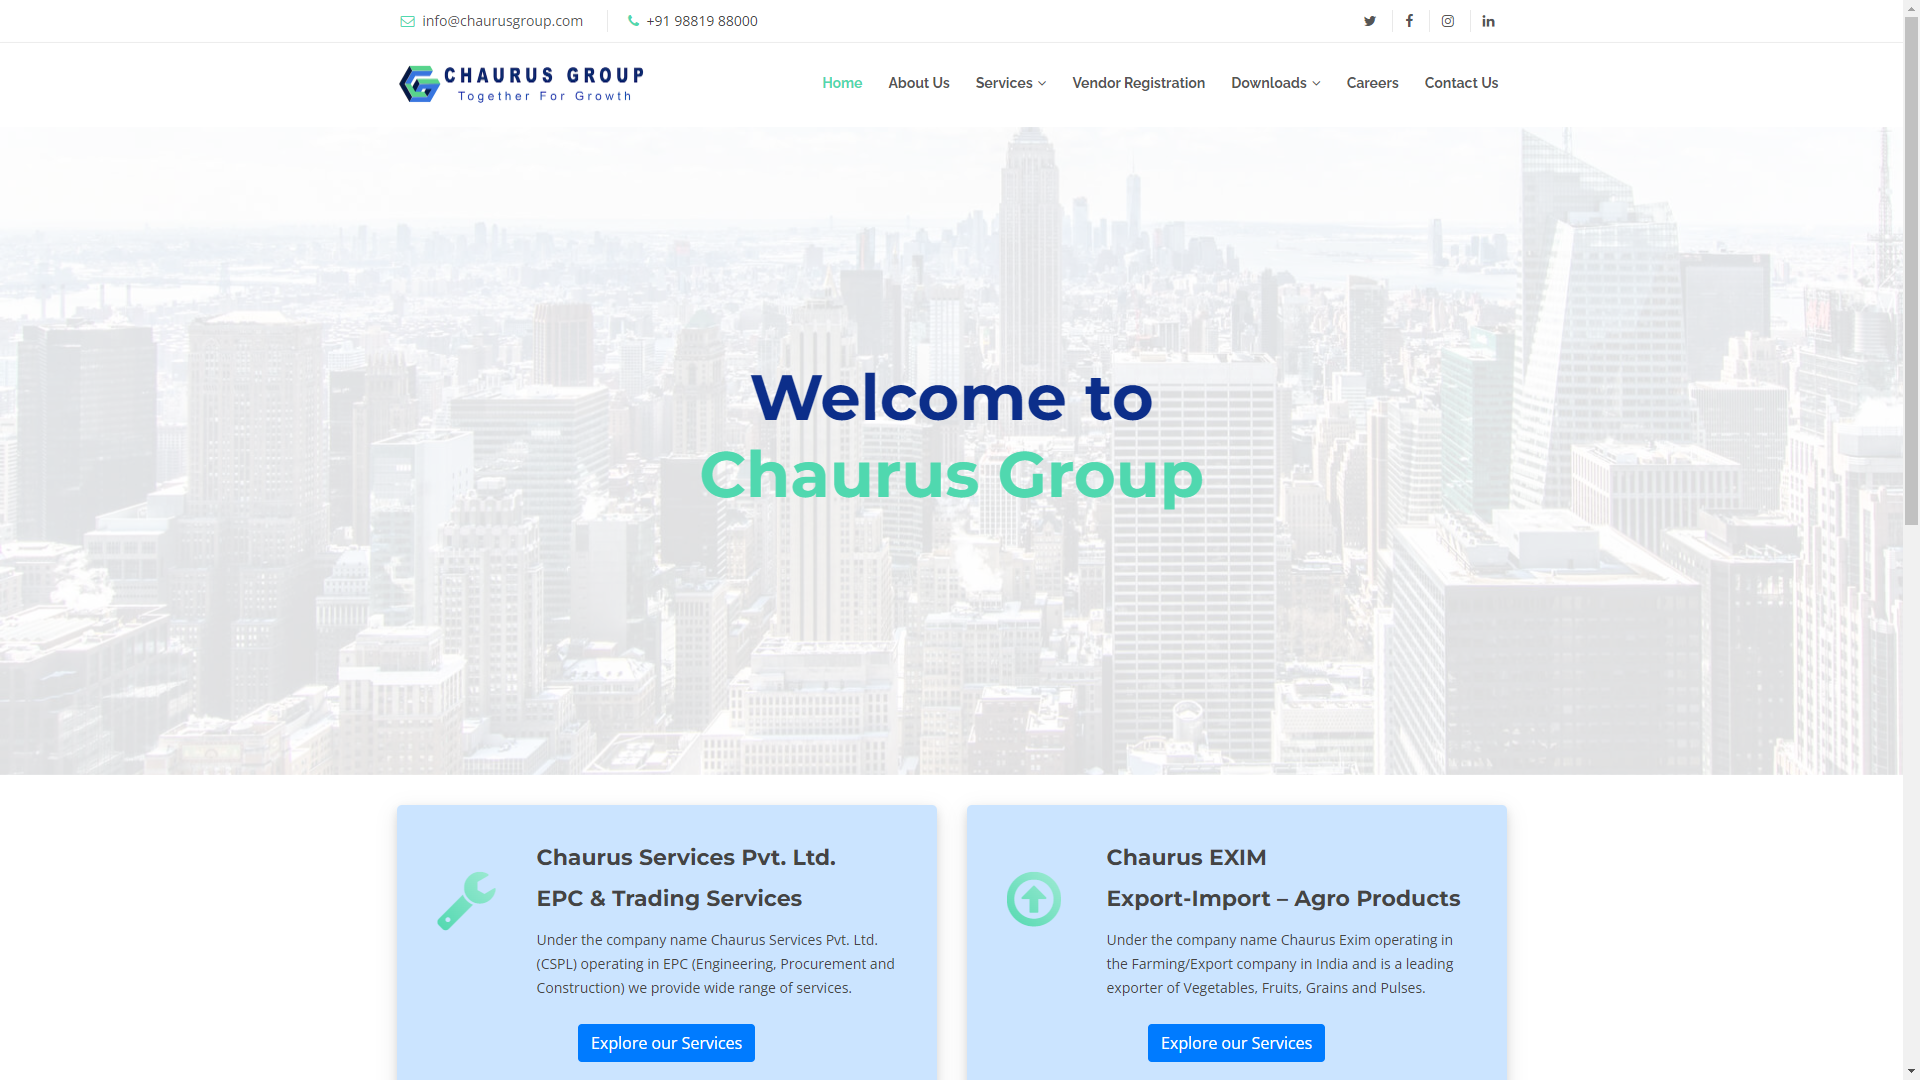 info@chaurusgroup.com
+91 98819 88000
CHAURUS GROUP
Together For Growth
Home
About Us
Services
Vendor Registration
Downloads
Careers
Contact Us
Welcome to
Chaurus Group
Chaurus Services Pvt. Ltd.
EPC & Trading Services
Under the company name Chaurus Services Pvt. Ltd.
(CSPL) operating in EPC (Engineering, Procurement and
Construction) we provide wide range of services.
Explore our Services
Chaurus EXIM
Export-Import – Agro Products
Under the company name Chaurus Exim operating in
the Farming/Export company in India and is a leading
exporter of Vegetables, Fruits, Grains and Pulses.
Explore our Services